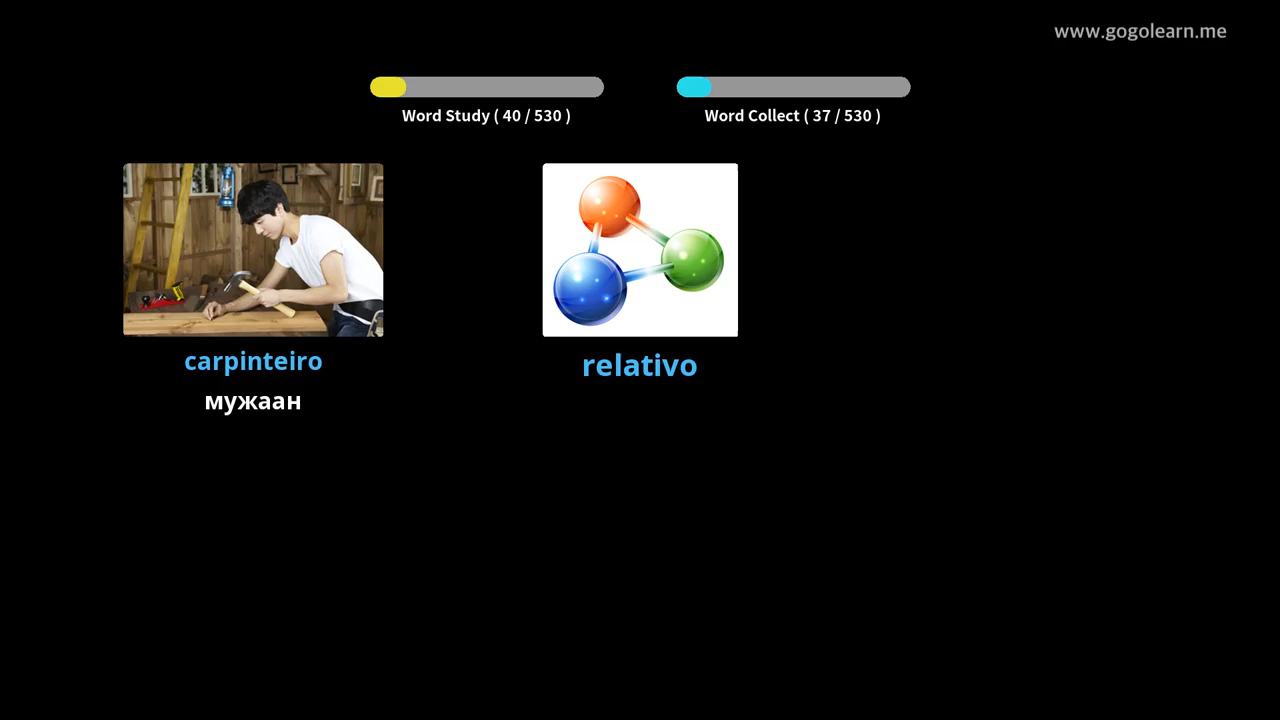 www.gogolearn.me
Word Study ( 40 / 530 )
Word Collect ( 37 / 530 )
carpinteiro
мужаан
relativo